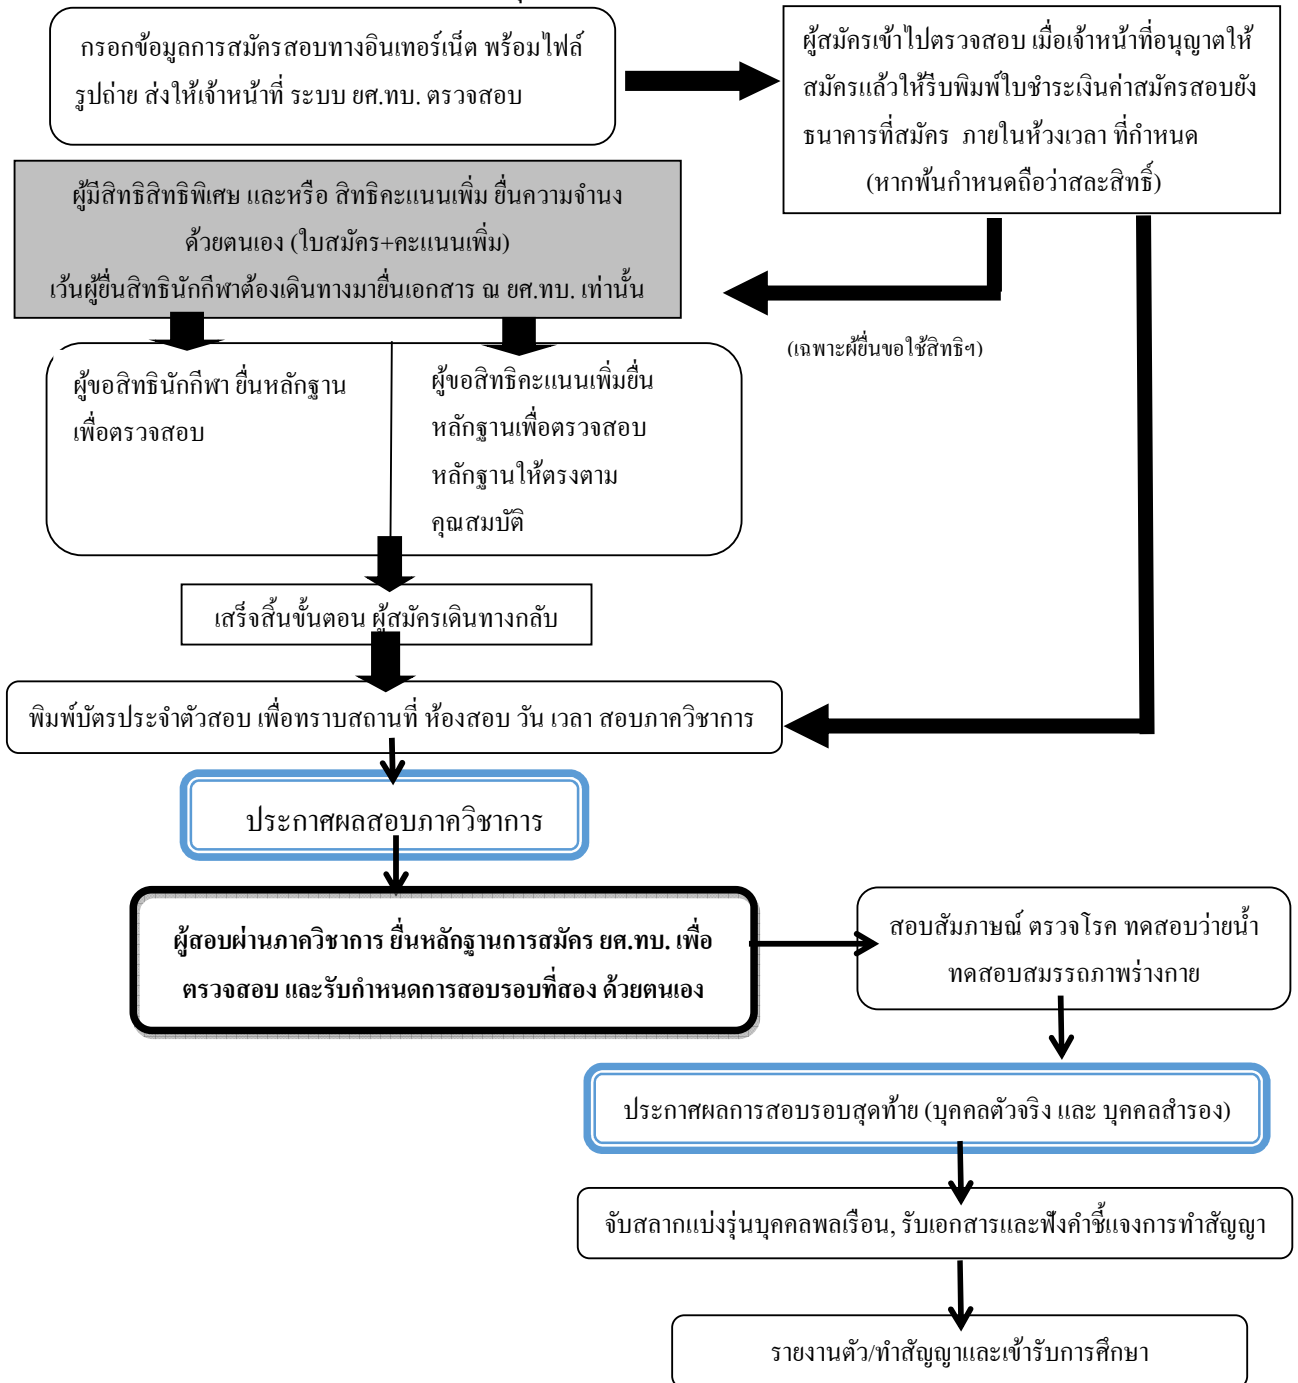 กรอกข้อมูลการสมัครสอบทางอินเทอร์เน็ต พร้อมไฟล์
รูปถ่าย ส่งให้เจ้าหน้าที่ ระบบ ยศ.ทบ. ตรวจสอบ
ผู้สมัครเข้าไปตรวจสอบ เมื่อเจ้าหน้าที่อนุญาตให้
สมัครแล้วให้รีบพิมพ์ใบชำระเงินค่าสมัครสอบยัง
ธนาคารที่สมัคร ภายในห้วงเวลา ที่กำหนด
(หากพ้นกำหนดถือว่าสละสิทธิ์)
ผู้มีสิทธิสิทธิพิเศษ และหรือ สิทธิคะแนนเพิ่ม ยื่นความจำนง
ด้วยตนเอง (ใบสมัคร+คะแนนเพิ่ม)
เว้นผู้ยื่นสิทธินักกีฬาต้องเดินทางมายื่นเอกสาร ณ ยศ.ทบ. เท่านั้น
(เฉพาะผู้ยื่นขอใช้สิทธิฯ)
ผู้ขอสิทธินักกีฬา ยื่นหลักฐาน
เพื่อตรวจสอบ
ผู้ขอสิทธิคะแนนเพิ่มยื่น
หลักฐานเพื่อตรวจสอบ
หลักฐานให้ตรงตาม
คุณสมบัติ
เสร็จสิ้นขั้นตอน ผู้สมัครเดินทางกลับ
พิมพ์บัตรประจำตัวสอบ เพื่อทราบสถานที่ ห้องสอบ วัน เวลา สอบภาควิชาการ
ประกาศผลสอบภาควิชาการ
ผู้สอบผ่านภาควิชาการ ยื่นหลักฐานการสมัคร ยศ.ทบ. เพื่อ
ตรวจสอบ และรับกำหนดการสอบรอบที่สอง ด้วยตนเอง
สอบสัมภาษณ์ ตรวจโรค ทดสอบว่ายน้ำ
ทดสอบสมรรถภาพร่างกาย
ประกาศผลการสอบรอบสุดท้าย (บุคคลตัวจริง และ บุคคลสำรอง)
จับสลากแบ่งรุ่นบุคคลพลเรือน, รับเอกสารและฟังคำชี้แจงการทำสัญญา
รายงานตัว/ทำสัญญาและเข้ารับการศึกษา